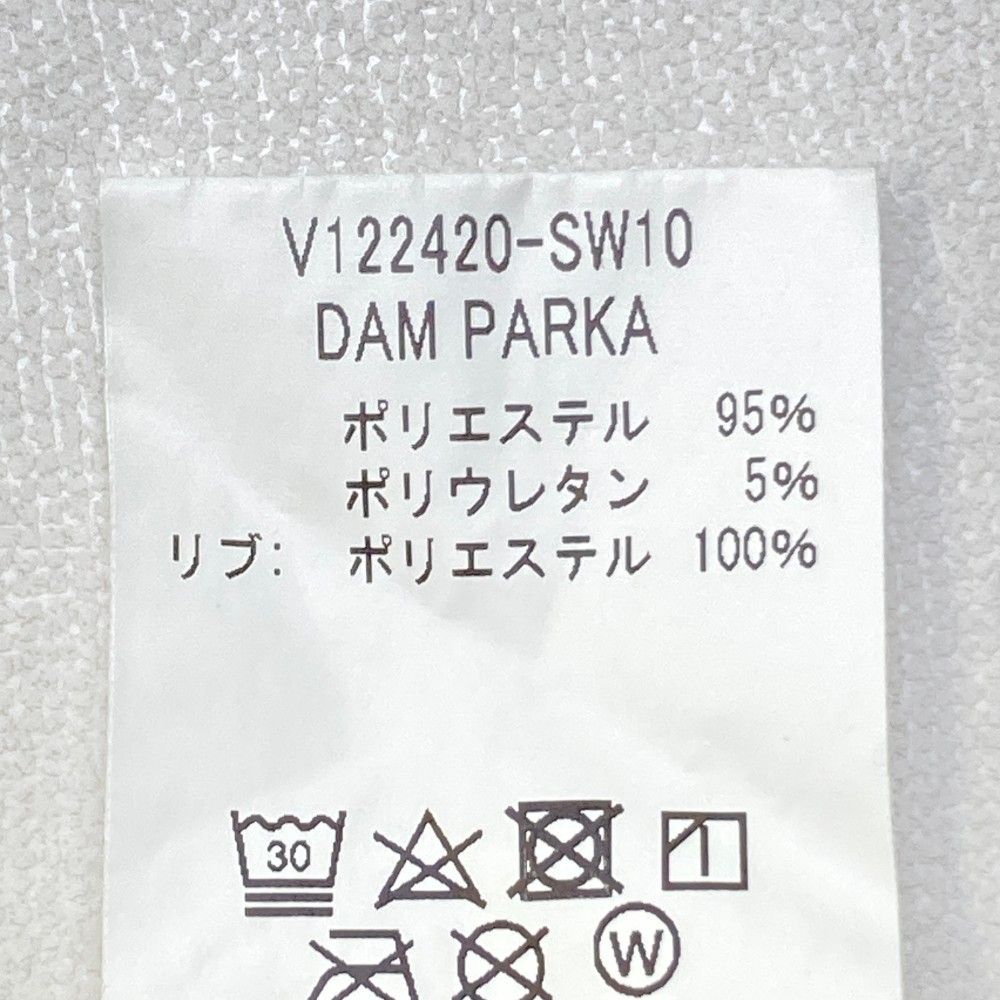 V122420-SW10
DAM PARKA
ポリエステル 95%
ポリウレタン 5%
リブ: ポリエステル 100%
30
W